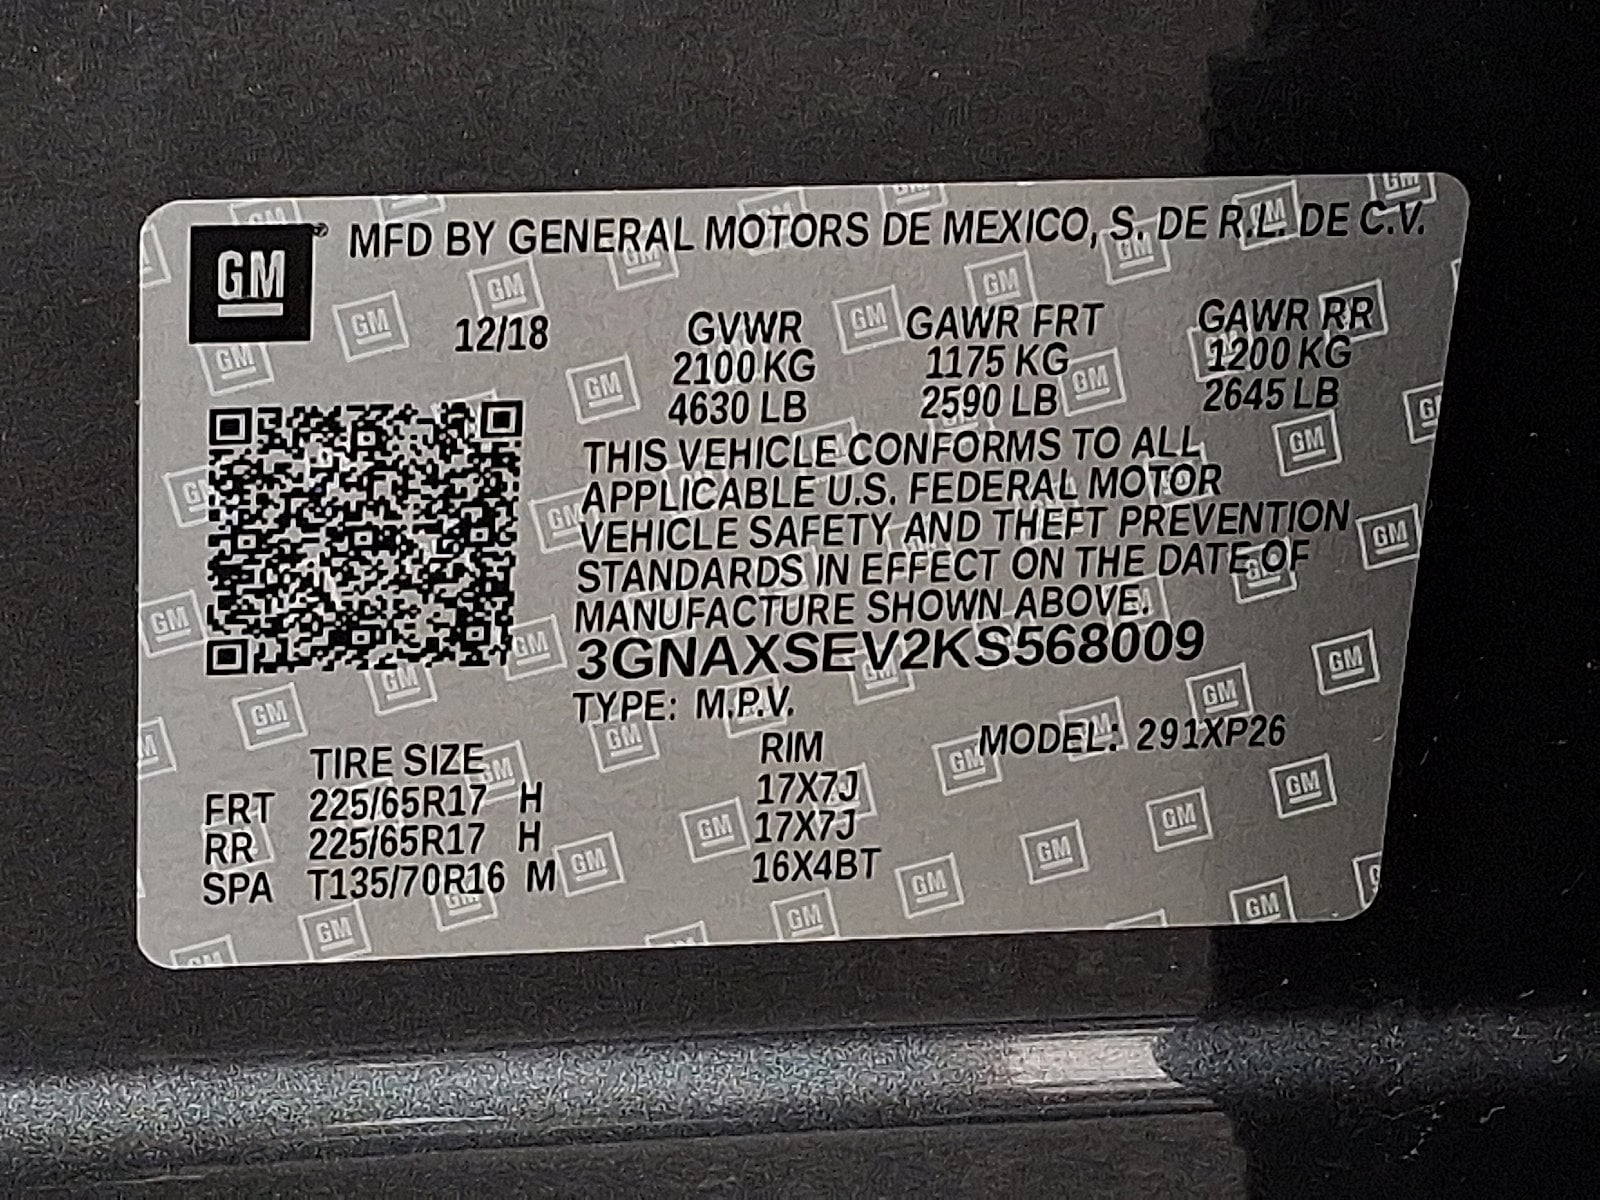 GM MFD BY GENERAL MOTORS DE MEXICO, S. DE R.L. DE C.V.
12/18 GVWR GAWR FRT GAWR RR
2100 KG 1175 KG 1200 KG
4630 LB 2590 LB 2645 LB
THIS VEHICLE CONFORMS TO ALL
APPLICABLE U.S. FEDERAL MOTOR
VEHICLE SAFETY AND THEFT PREVENTION
STANDARDS IN EFFECT ON THE DATE OF
MANUFACTURE SHOWN ABOVE.
3GNAXSEV2KS568009
TYPE: M.P.V.
TIRE SIZE RIM MODEL: 291XP26
FRT 225/65R17 H 17X7J
RR 225/65R17 H 17X7J
SPA T135/70R16 M 16X4BT